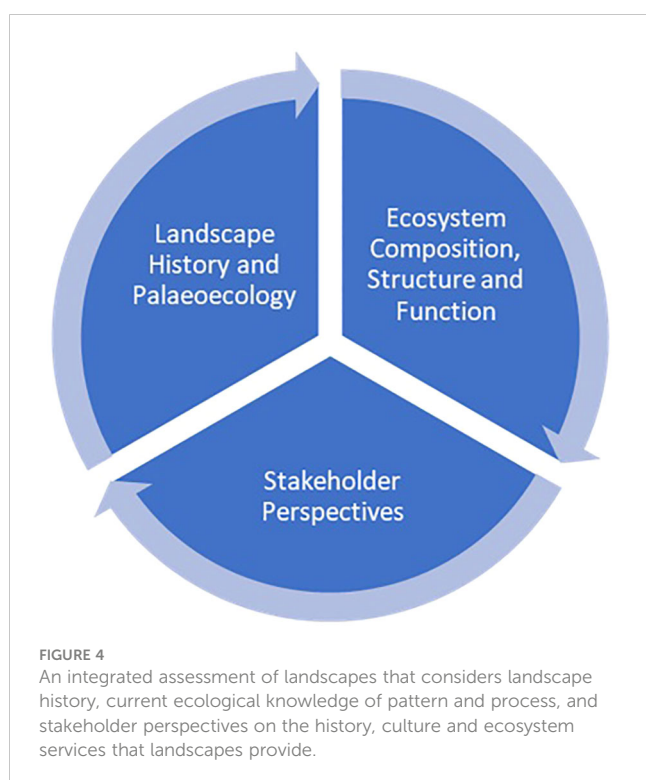 Landscape
History and
Palaeoecology
Ecosystem
Composition,
Structure and
Function
Stakeholder
Perspectives
FIGURE 4
An integrated assessment of landscapes that considers landscape
history, current ecological knowledge of pattern and process, and
stakeholder perspectives on the history, culture and ecosystem
services that landscapes provide.